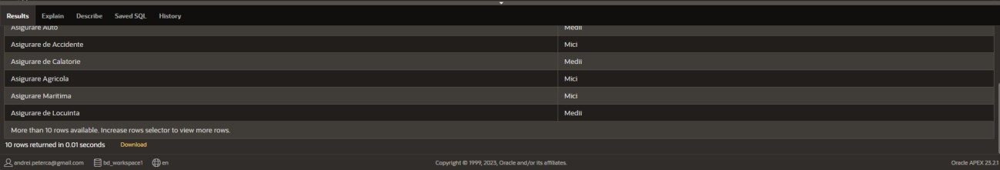 Results Explain Describe Saved SQL History
Asigurare Auto Medii
Asigurare de Accidente Mici
Asigurare de Calatorie Medii
Asigurare Agricola Mici
Asigurare Maritima Mici
Asigurare de Locuinta Medii
More than 10 rows available. Increase rows selector to view more rows.
10 rows returned in 0.01 seconds Download
andrei.peterca@gmail.com bd_workspace1 en Copyright © 1999, 2023, Oracle and/or its affiliates. Oracle APEX 23.2.1